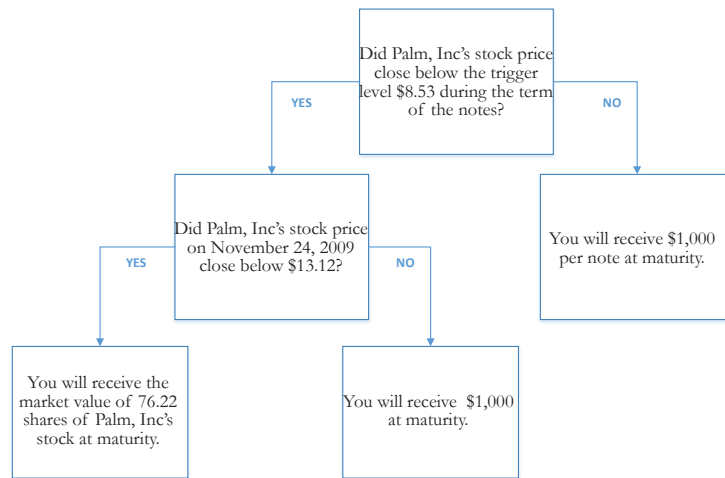 Did Palm, Inc's stock price
close below the trigger
level $8.53 during the term
of the notes?
YES
NO
Did Palm, Inc's stock price
on November 24, 2009
close below $13.12?
You will receive $1,000
per note at maturity.
YES
NO
You will receive the
market value of 76.22
shares of Palm, Inc's
stock at maturity.
You will receive $1,000
at maturity.